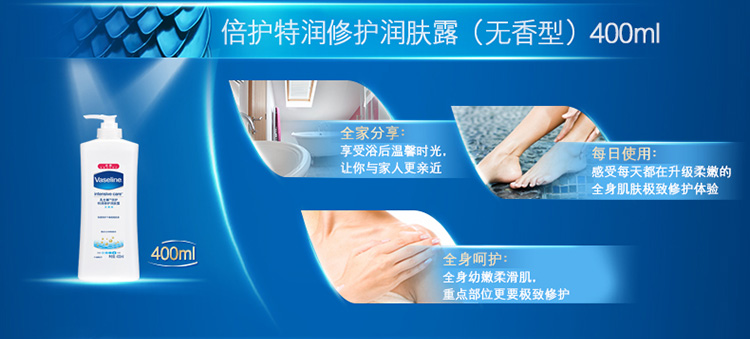 倍护特润修护润肤露（无香型）400ml
全家分享:
享受浴后温馨时光,
让你与家人更亲近
每日使用:
感受每天都在升级柔嫩的
全身肌肤极致修护体验
Vaseline
intensive care
400ml
全身呵护:
全身幼嫩柔滑肌,
重点部位更要极致修护